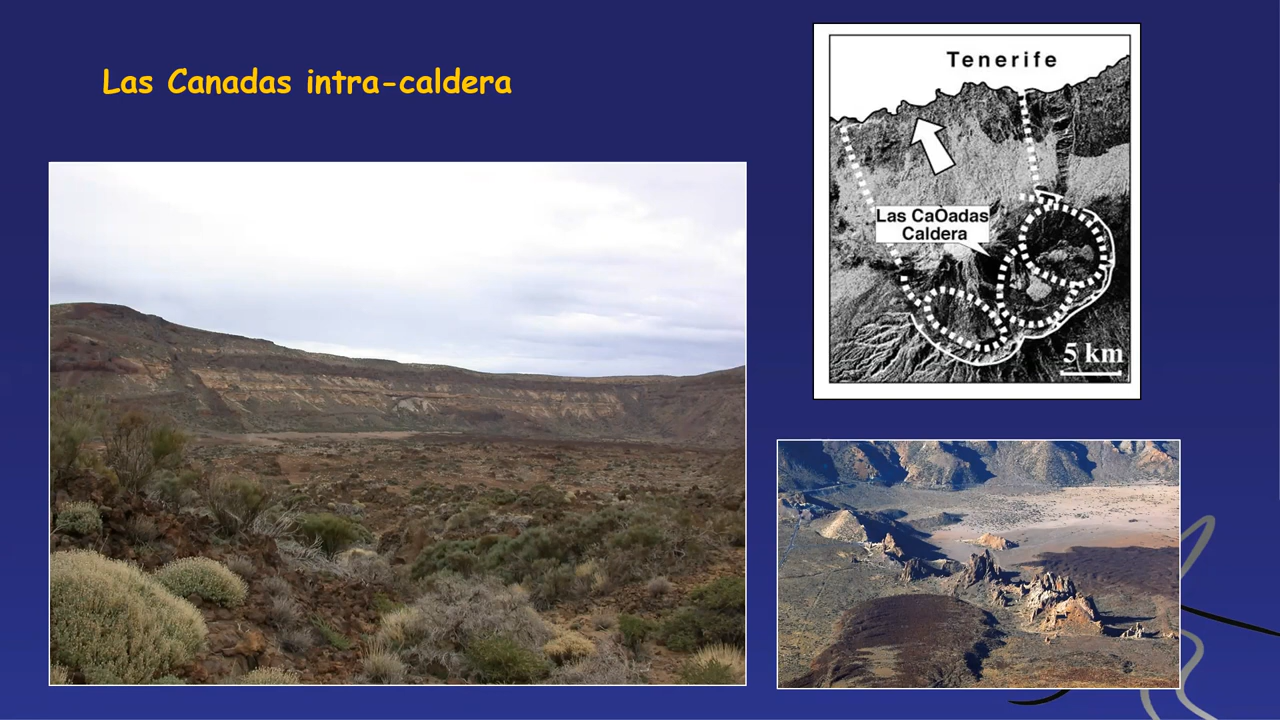 Las Canadas intra-caldera
Tenerife
Las CaÒadas
Caldera
5 km